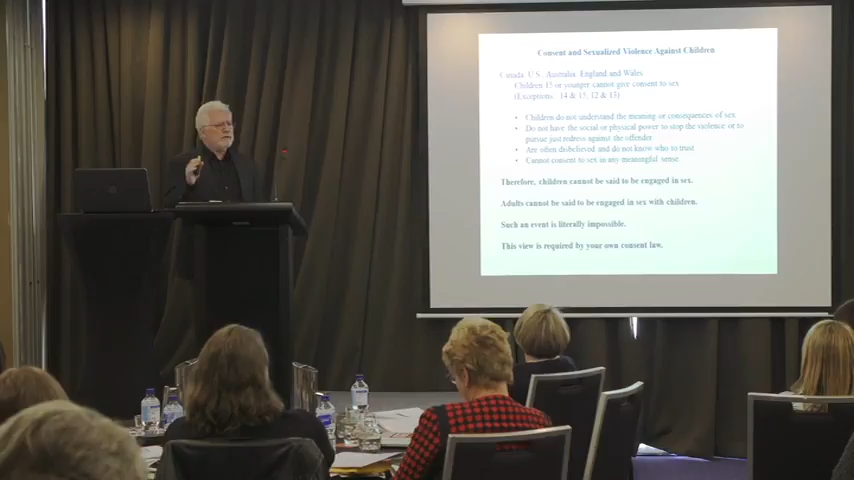 Consent and Sexualized Violence Against Children
Canada, U.S., Australia, England and Wales:
Children 15 or younger cannot give consent to sex
(Exceptions: 14 & 15, 12 & 13)
• Children do not understand the meaning or consequences of sex
• Do not have the social or physical power to stop the violence or to
pursue just redress against the offender
• Are often disbelieved and do not know who to trust
• Cannot consent to sex in any meaningful sense
Therefore, children cannot be said to be engaged in sex.
Adults cannot be said to be engaged in sex with children.
Such an event is literally impossible.
This view is required by your own consent law.